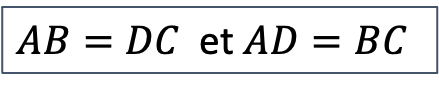 AB = DC et AD = BC